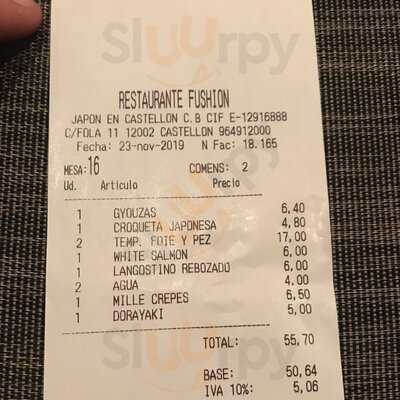 Sluurpy
RESTAURANTE FUSHION
JAPON EN CASTELLON C.B CIF E-12916888
C/FOLA 11 12002 CASTELLON 964912000
Fecha: 23-nov-2019 N Fac: 18.165
MESA:16 COMENS: 2
Ud. Articulo Precio
1 GYOUZAS 6,40
1 CROQUETA JAPONESA 4,80
2 TEMP. FOIE Y PEZ 17,00
1 WHITE SALMON 6,00
1 LANGOSTINO REBOZADO 6,00
2 AGUA 4,00
1 MILLE CREPES 6,50
1 DORAYAKI 5,00
TOTAL: 55,70
BASE: 50,64
IVA 10%: 5,06
Sluurpy